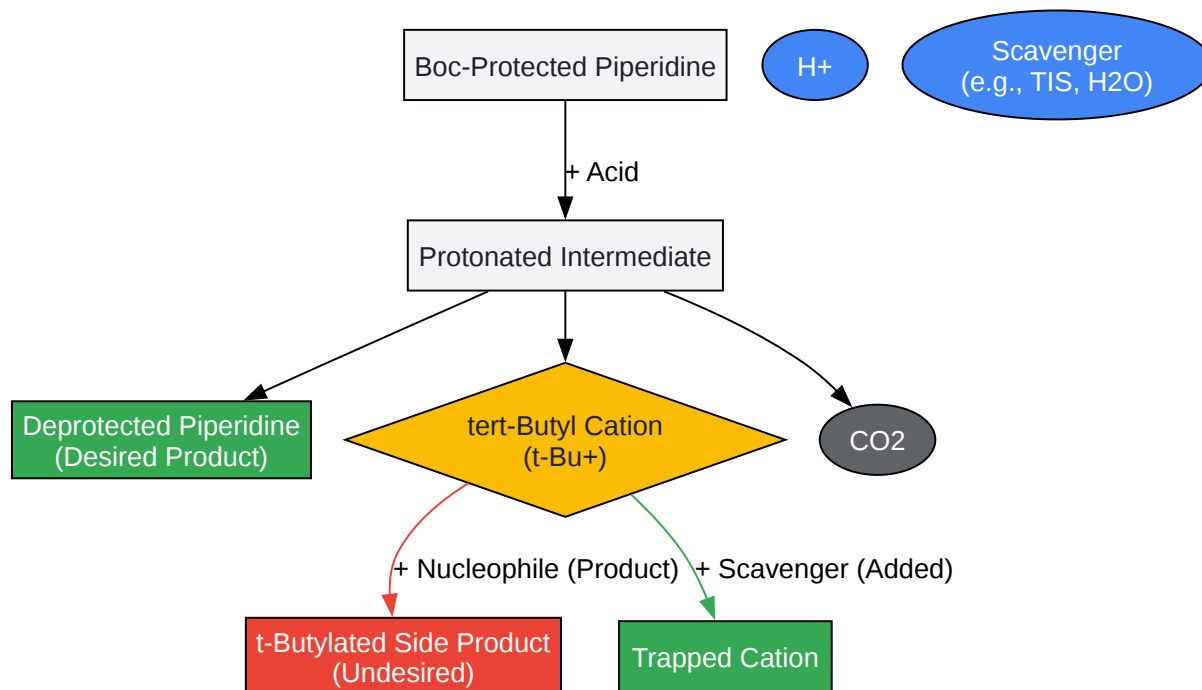 Boc-Protected Piperidine
H+
Scavenger
(e.g., TIS, H2O)
+ Acid
Protonated Intermediate
Deprotected Piperidine
(Desired Product)
tert-Butyl Cation
(t-Bu+)
CO2
+ Nucleophile (Product)
+ Scavenger (Added)
t-Butylated Side Product
(Undesired)
Trapped Cation